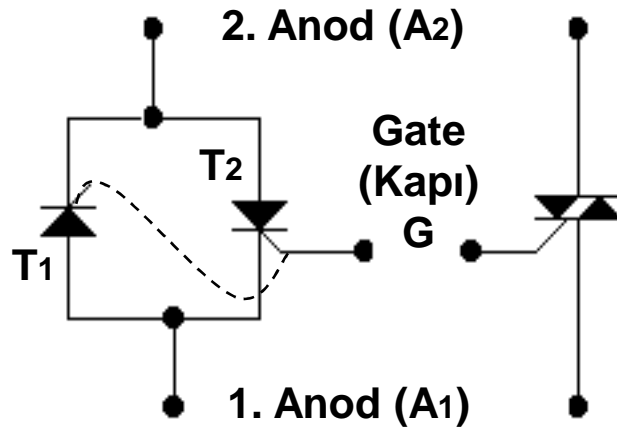 2. Anod (A2)
Gate
(Kapı)
G
T2
T1
1. Anod (A1)